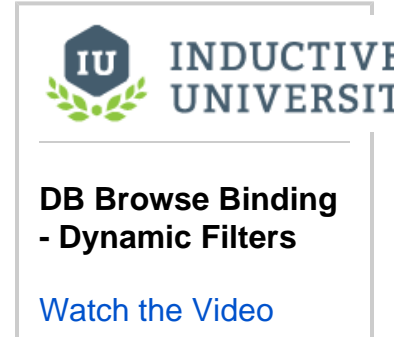 IU
INDUCTIVE
UNIVERSIT
DB Browse Binding
- Dynamic Filters
Watch the Video